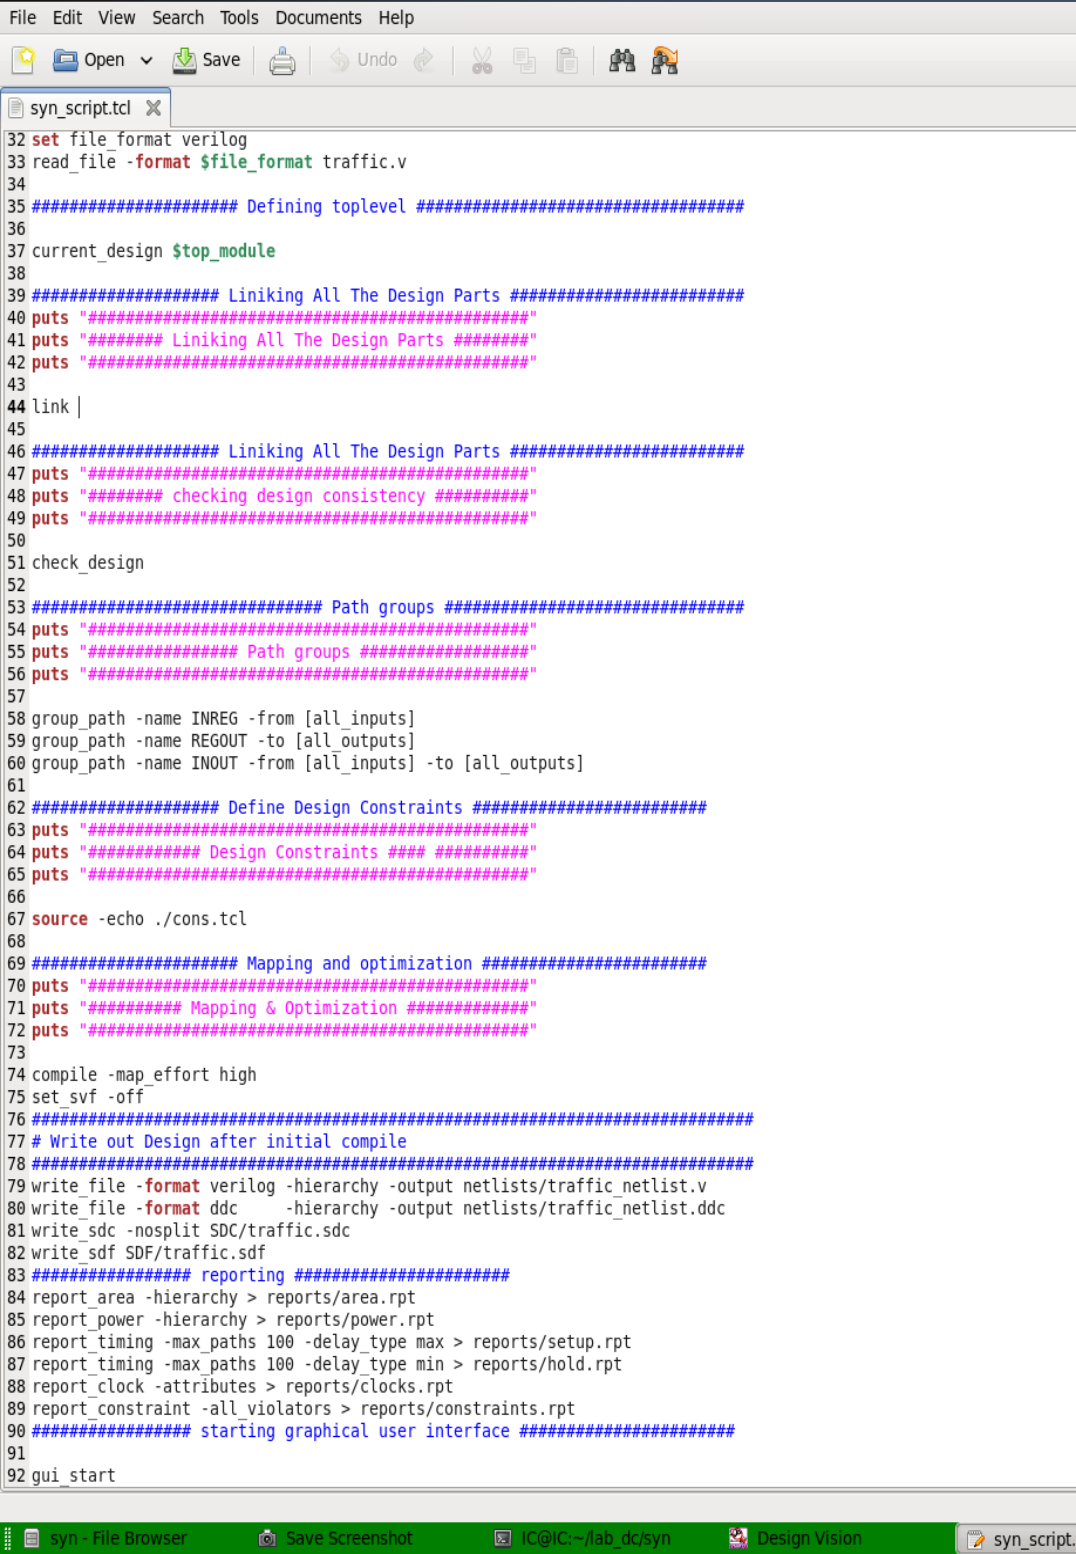 File Edit View Search Tools Documents Help
Open Save Undo
syn_script.tcl
32 set file_format verilog
33 read_file -format $file_format traffic.v
34
35 ###################### Defining toplevel ###################################
36
37 current_design $top_module
38
39 #################### Liniking All The Design Parts #########################
40 puts "###############################################"
41 puts "######## Liniking All The Design Parts ########"
42 puts "###############################################"
43
44 link
45
46 #################### Liniking All The Design Parts #########################
47 puts "###############################################"
48 puts "######## checking design consistency ##########"
49 puts "###############################################"
50
51 check_design
52
53 ############################### Path groups ################################
54 puts "###############################################"
55 puts "################ Path groups ##################"
56 puts "###############################################"
57
58 group_path -name INREG -from [all_inputs]
59 group_path -name REGOUT -to [all_outputs]
60 group_path -name INOUT -from [all_inputs] -to [all_outputs]
61
62 #################### Define Design Constraints #########################
63 puts "###############################################"
64 puts "############ Design Constraints #### ##########"
65 puts "###############################################"
66
67 source -echo ./cons.tcl
68
69 ###################### Mapping and optimization ########################
70 puts "###############################################"
71 puts "########## Mapping & Optimization #############"
72 puts "###############################################"
73
74 compile -map_effort high
75 set_svf -off
76 #############################################################################
77 # Write out Design after initial compile
78 #############################################################################
79 write_file -format verilog -hierarchy -output netlists/traffic_netlist.v
80 write_file -format ddc     -hierarchy -output netlists/traffic_netlist.ddc
81 write_sdc -nosplit SDC/traffic.sdc
82 write_sdf SDF/traffic.sdf
83 ################# reporting #######################
84 report_area -hierarchy > reports/area.rpt
85 report_power -hierarchy > reports/power.rpt
86 report_timing -max_paths 100 -delay_type max > reports/setup.rpt
87 report_timing -max_paths 100 -delay_type min > reports/hold.rpt
88 report_clock -attributes > reports/clocks.rpt
89 report_constraint -all_violators > reports/constraints.rpt
90 ################# starting graphical user interface #######################
91
92 gui_start
syn - File Browser Save Screenshot IC@IC:~/lab_dc/syn Design Vision syn_script.